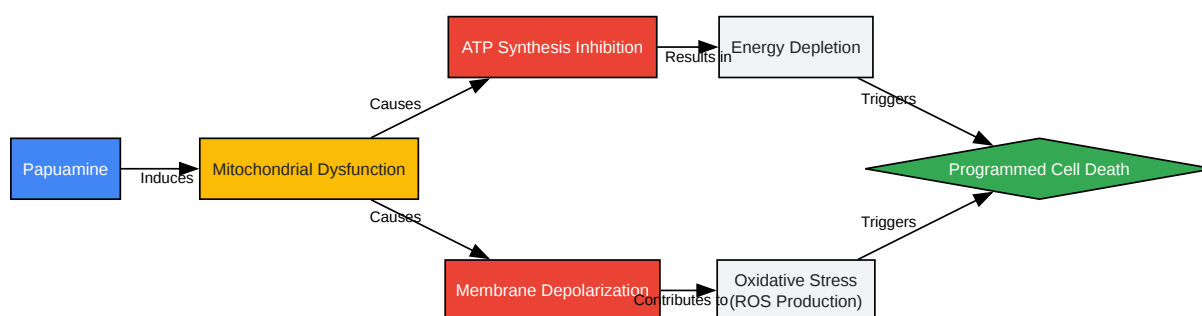 ATP Synthesis Inhibition
Results in
Energy Depletion
Causes
Triggers
Papuamine
Induces
Mitochondrial Dysfunction
Programmed Cell Death
Causes
Triggers
Membrane Depolarization
Contributes to
Oxidative Stress
(ROS Production)